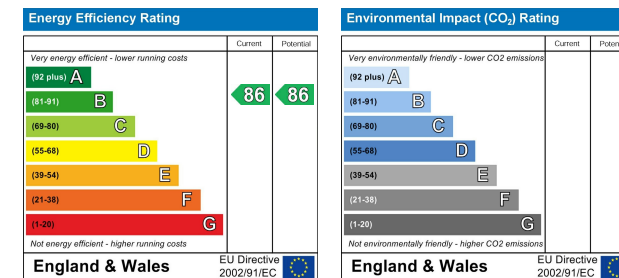 Energy Efficiency Rating
Current Potential
Very energy efficient - lower running costs
(92 plus) A
(81-91) B
86 86
(69-80) C
(55-68) D
(39-54) E
(21-38) F
(1-20) G
Not energy efficient - higher running costs
England & Wales
EU Directive
2002/91/EC
Environmental Impact (CO2) Rating
Current Poten
Very environmentally friendly - lower CO2 emissions
(92 plus) A
(81-91) B
(69-80) C
(55-68) D
(39-54) E
(21-38) F
(1-20) G
Not environmentally friendly - higher CO2 emissions
England & Wales
EU Directive
2002/91/EC